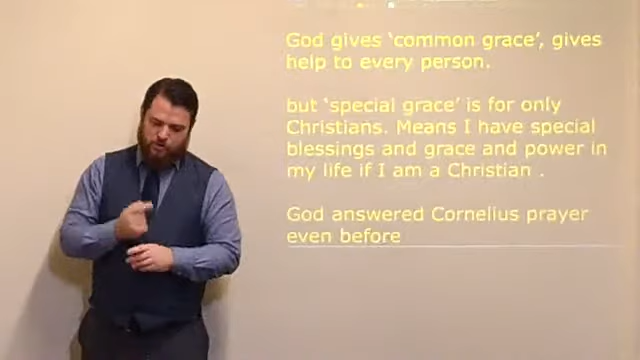 God gives ‘common grace’, gives
help to every person.
but ‘special grace’ is for only
Christians. Means I have special
blessings and grace and power in
my life if I am a Christian .
God answered Cornelius prayer
even before